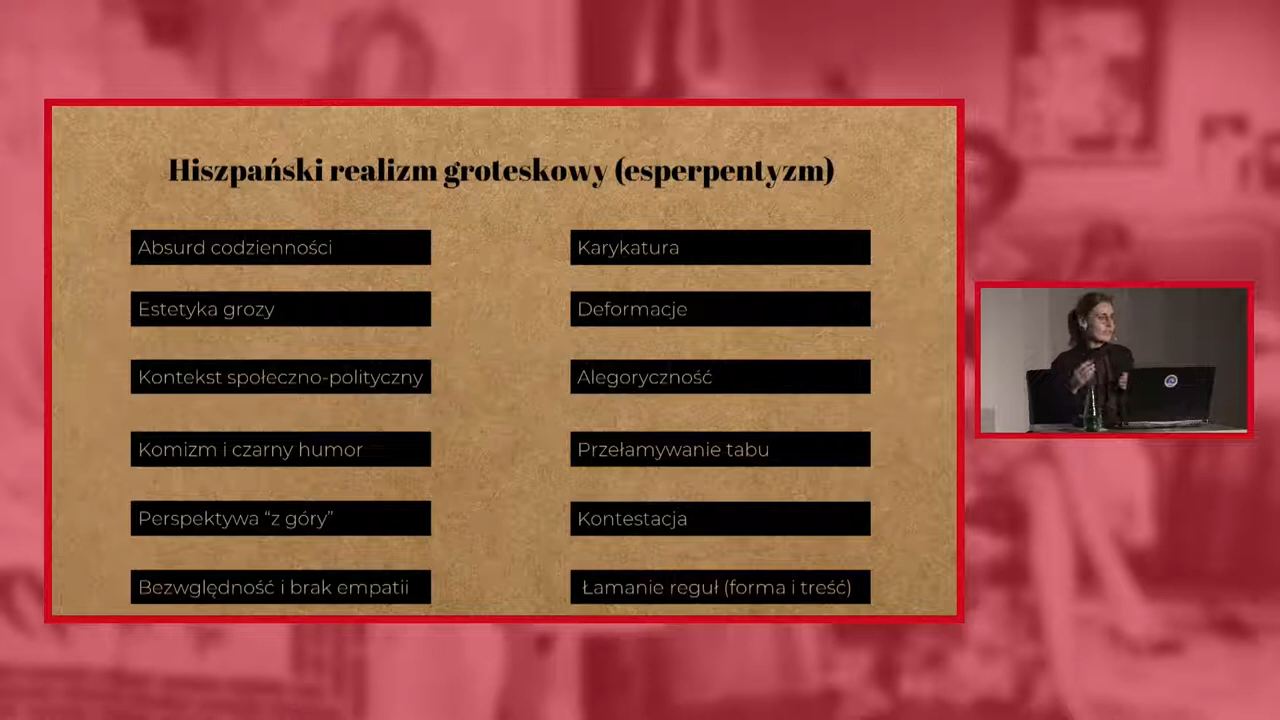 Hiszpański realizm groteskowy (esperpentyzm)
Absurd codzienności
Estetyka grozy
Kontekst społeczno-polityczny
Komizm i czarny humor
Perspektywa “z góry”
Bezwzględność i brak empatii
Karykatura
Deformacje
Alegoryczność
Przełamywanie tabu
Kontestacja
Łamanie reguł (forma i treść)